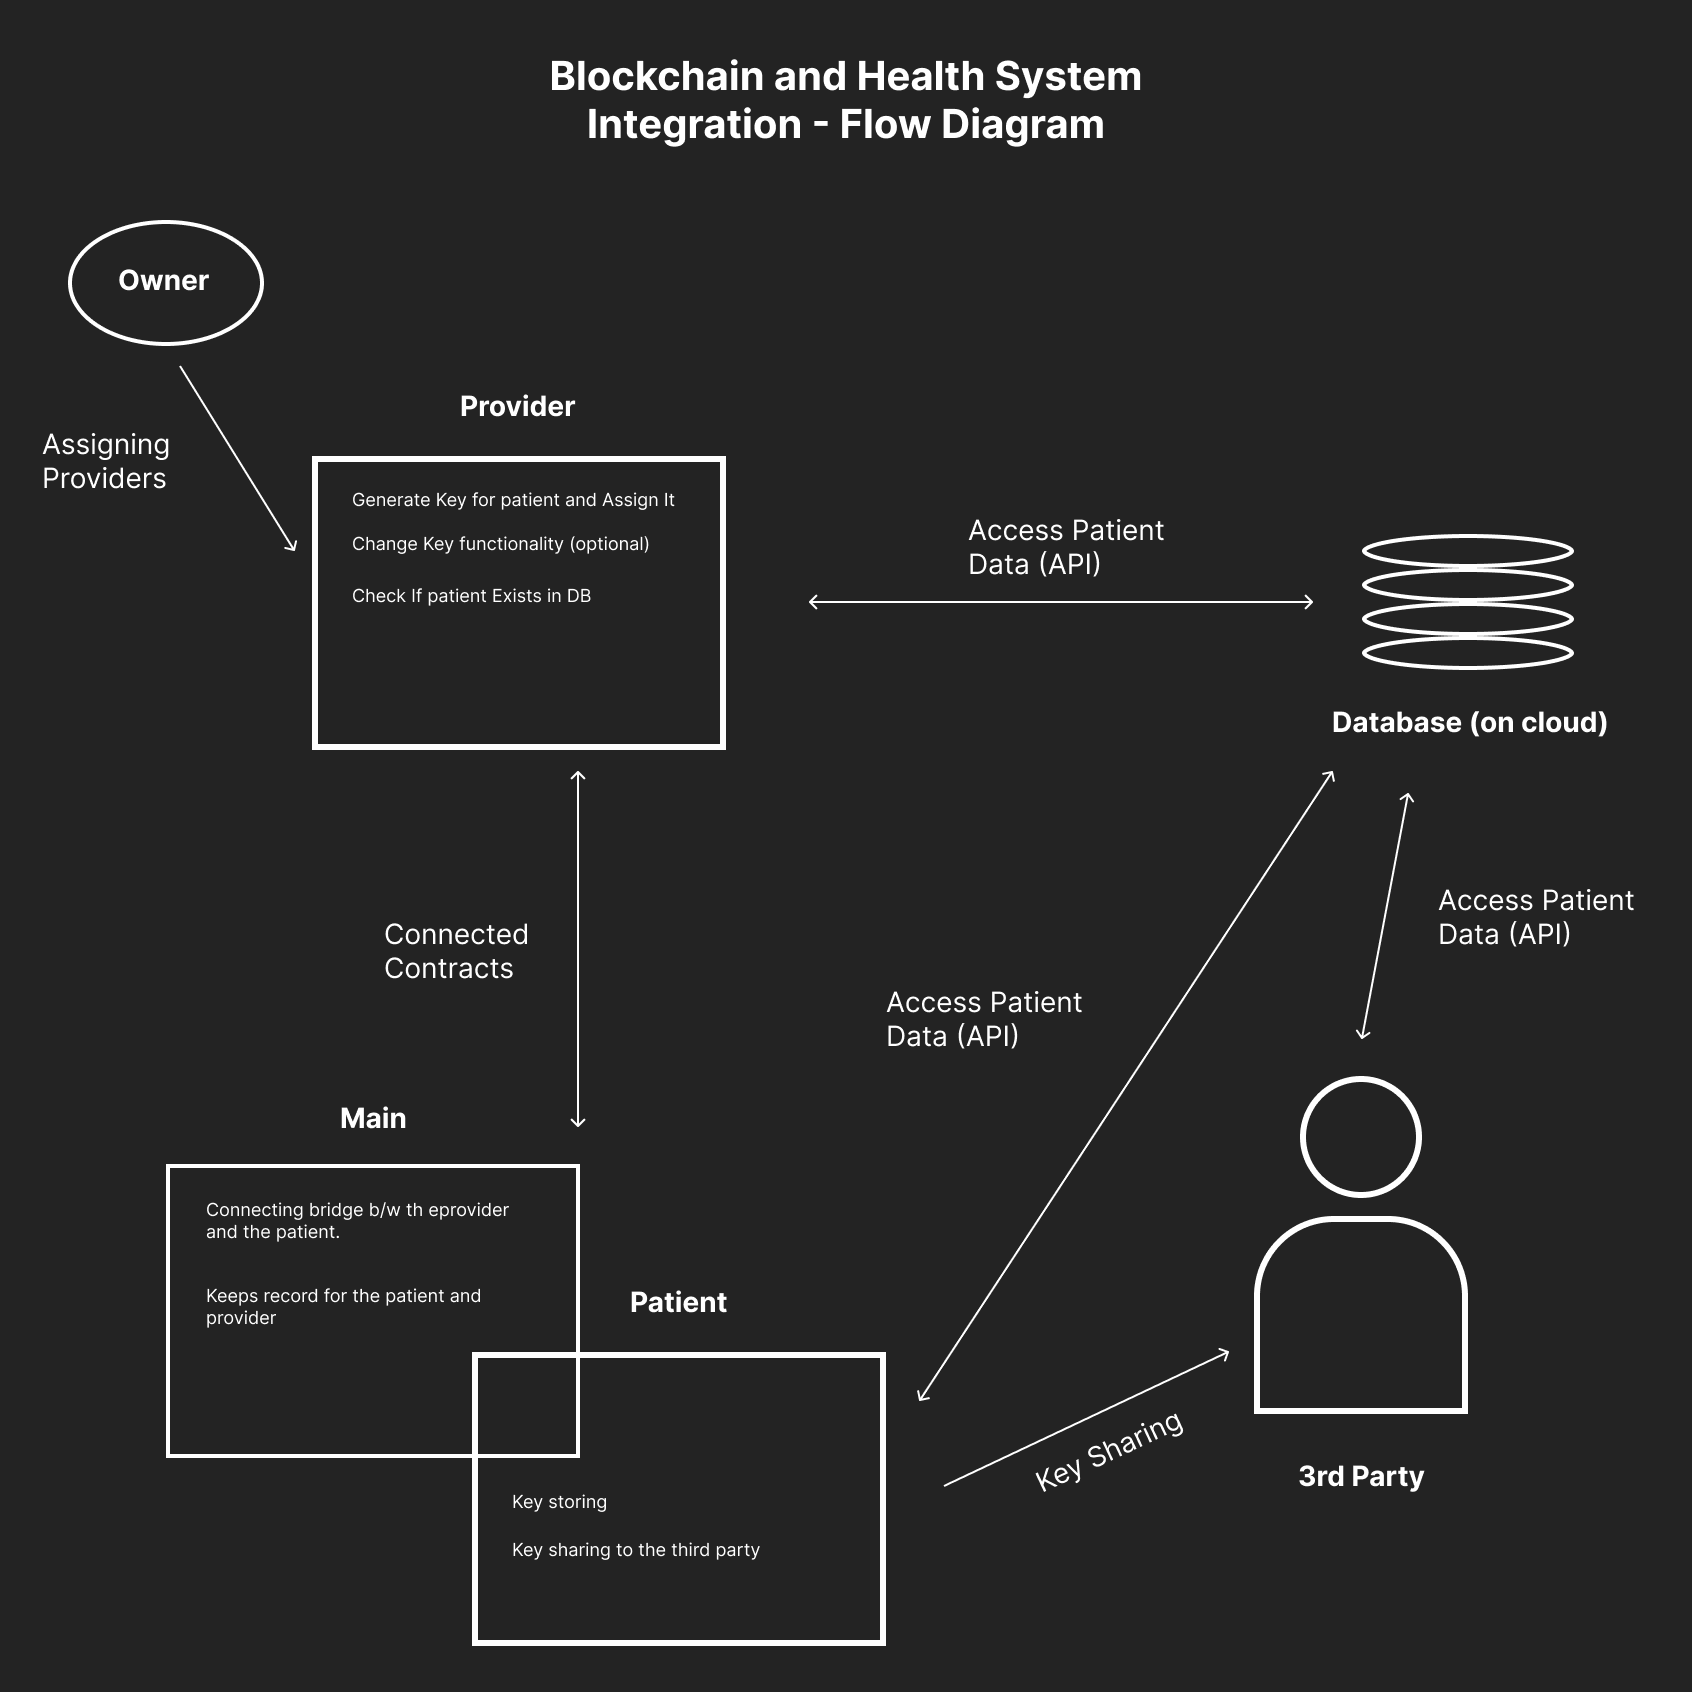 Blockchain and Health System
Integration - Flow Diagram
Owner
Assigning
Providers
Provider
Generate Key for patient and Assign It
Change Key functionality (optional)
Check If patient Exists in DB
Access Patient
Data (API)
Database (on cloud)
Connected
Contracts
Access Patient
Data (API)
Access Patient
Data (API)
Main
Connecting bridge b/w th eprovider
and the patient.
Keeps record for the patient and
provider
Patient
Key storing
Key sharing to the third party
Key Sharing
3rd Party